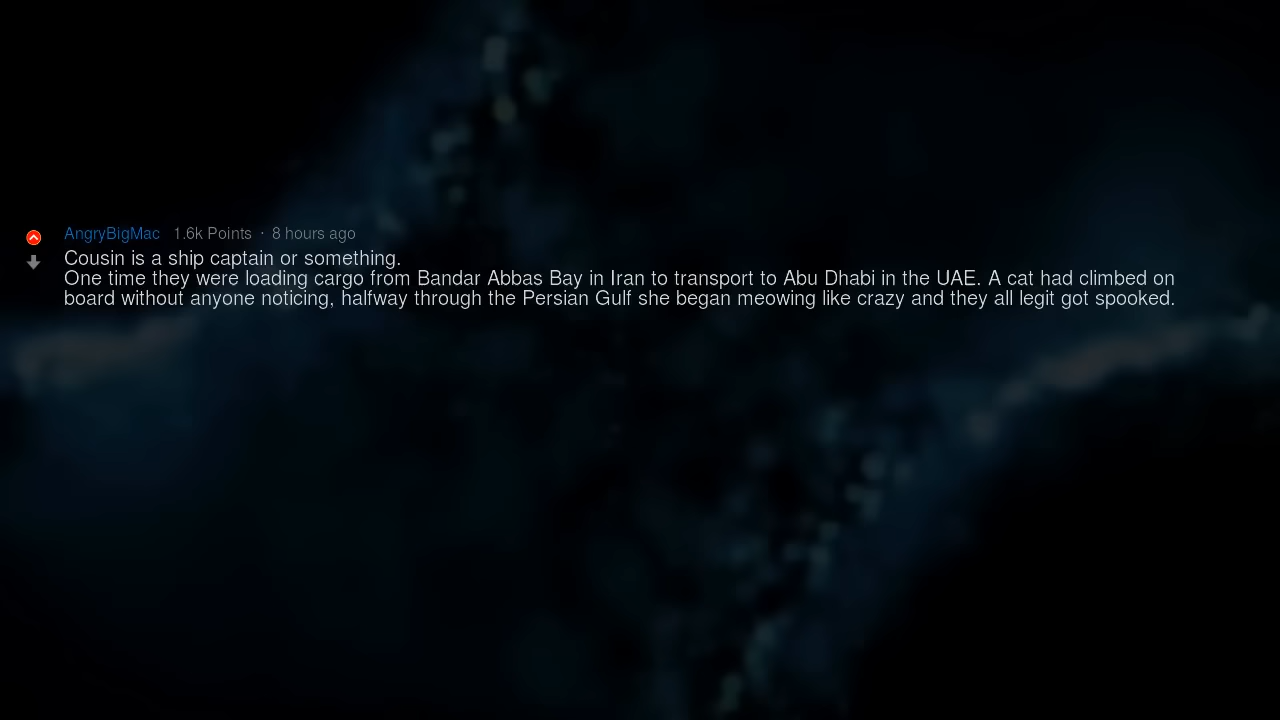 AngryBigMac 1.6k Points · 8 hours ago
Cousin is a ship captain or something.
One time they were loading cargo from Bandar Abbas Bay in Iran to transport to Abu Dhabi in the UAE. A cat had climbed on
board without anyone noticing, halfway through the Persian Gulf she began meowing like crazy and they all legit got spooked.